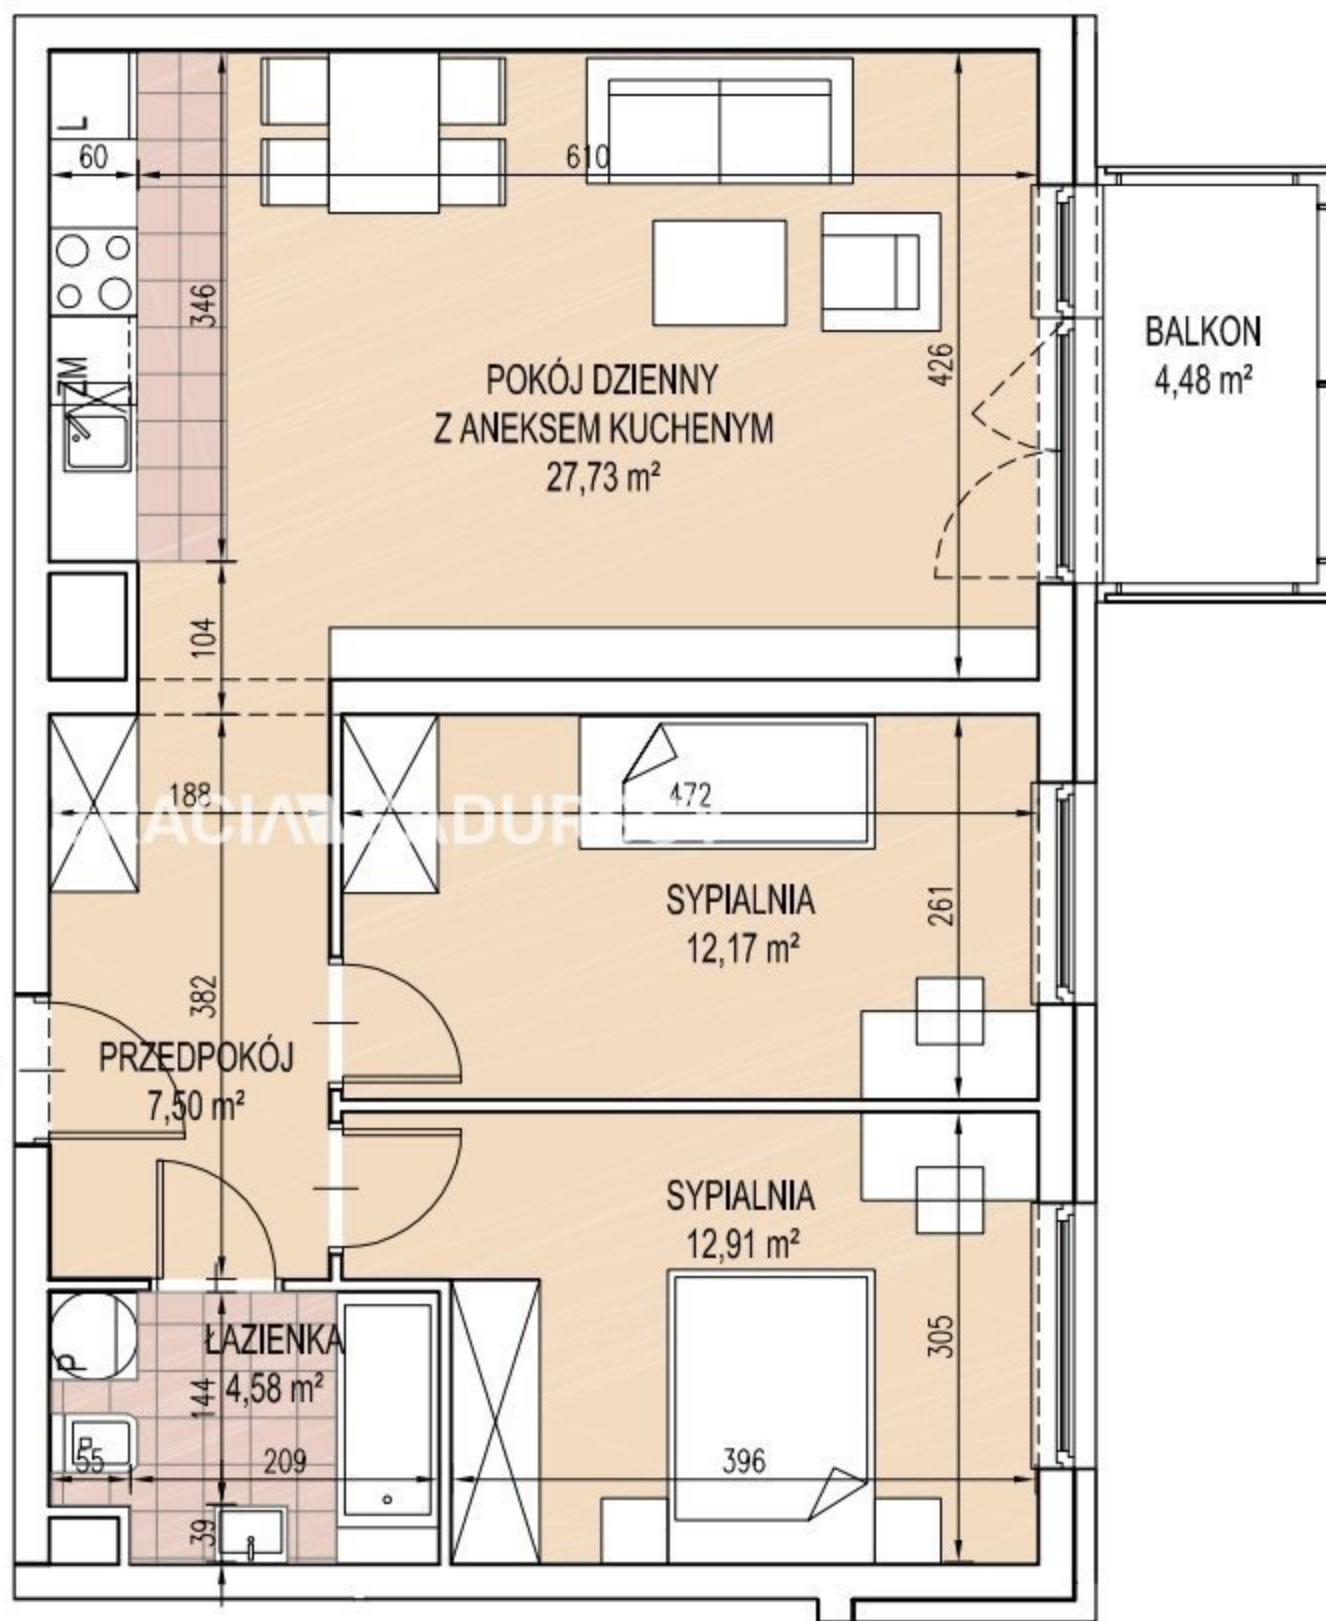 L
60
610
346
426
ZM
POKÓJ DZIENNY
Z ANEKSEM KUCHENYM
27,73 m²
BALKON
4,48 m²
104
188
472
261
SYPIALNIA
12,17 m²
382
PRZEDPOKÓJ
7,50 m²
SYPIALNIA
12,91 m²
305
P
ŁAZIENKA
4,58 m²
144
P
55
209
396
39